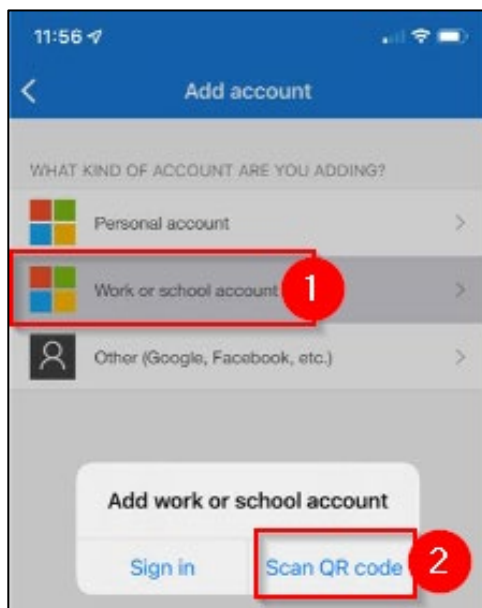 11:56
Add account
WHAT KIND OF ACCOUNT ARE YOU ADDING?
Personal account
Work or school account 1
Other (Google, Facebook, etc.)
Add work or school account
Sign in Scan QR code 2